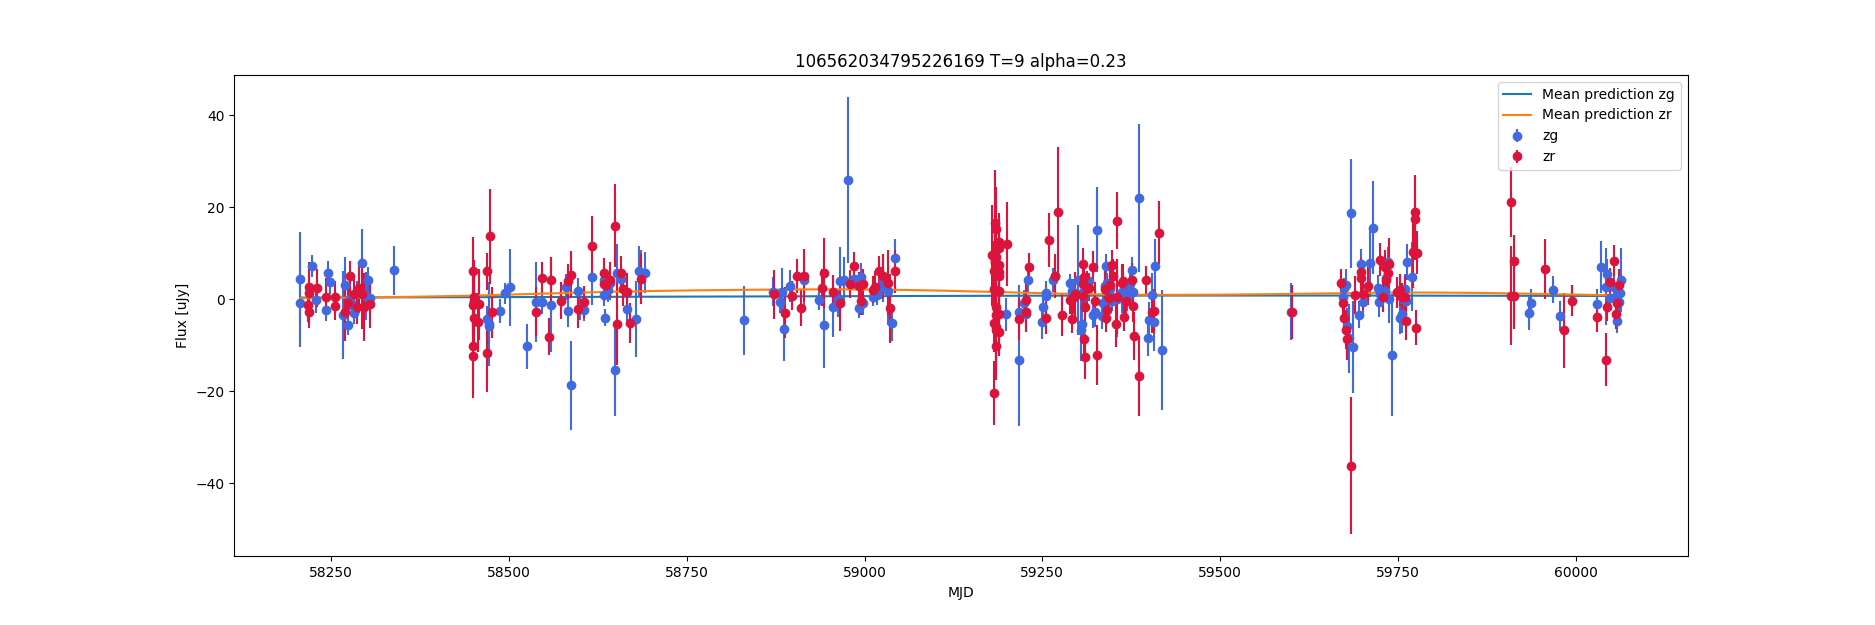 106562034795226169 T=9 alpha=0.23
Mean prediction zg
Mean prediction zr
zg
zr
40
20
0
−20
−40
Flux [uJy]
58250 58500 58750 59000 59250 59500 59750 60000
MJD